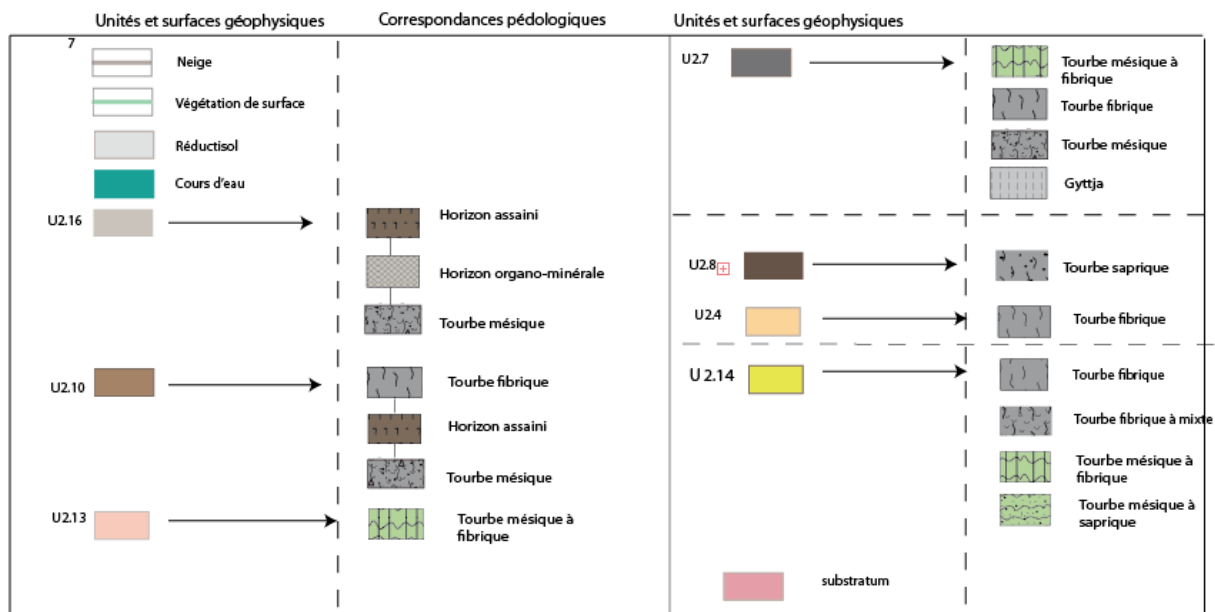 Unités et surfaces géophysiques
Correspondances pédologiques
7
Neige
Végétation de surface
Réductisol
Cours d'eau
U2.16
Horizon assaini
Horizon organo-minérale
Tourbe mésique
U2.10
Tourbe fibrique
Horizon assaini
Tourbe mésique
U2.13
Tourbe mésique à
fibrique
Unités et surfaces géophysiques
U2.7
Tourbe mésique à
fibrique
Tourbe fibrique
Tourbe mésique
Gyttja
U2.8
Tourbe saprique
U2.4
Tourbe fibrique
U 2.14
Tourbe fibrique
Tourbe fibrique à mixte
Tourbe mésique à
fibrique
Tourbe mésique à
saprique
substratum